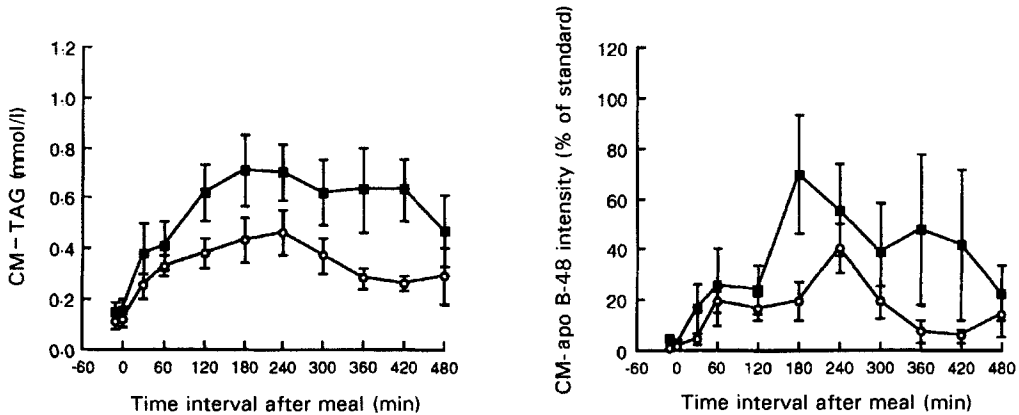 CM-TAG (mmol/l)
1·2
1·0
0·8
0·6
0·4
0·2
0·0
-60 0 60 120 180 240 300 360 420 480
Time interval after meal (min)
CM-apo B-48 intensity (% of standard)
120
100
80
60
40
20
0
-60 0 60 120 180 240 300 360 420 480
Time interval after meal (min)